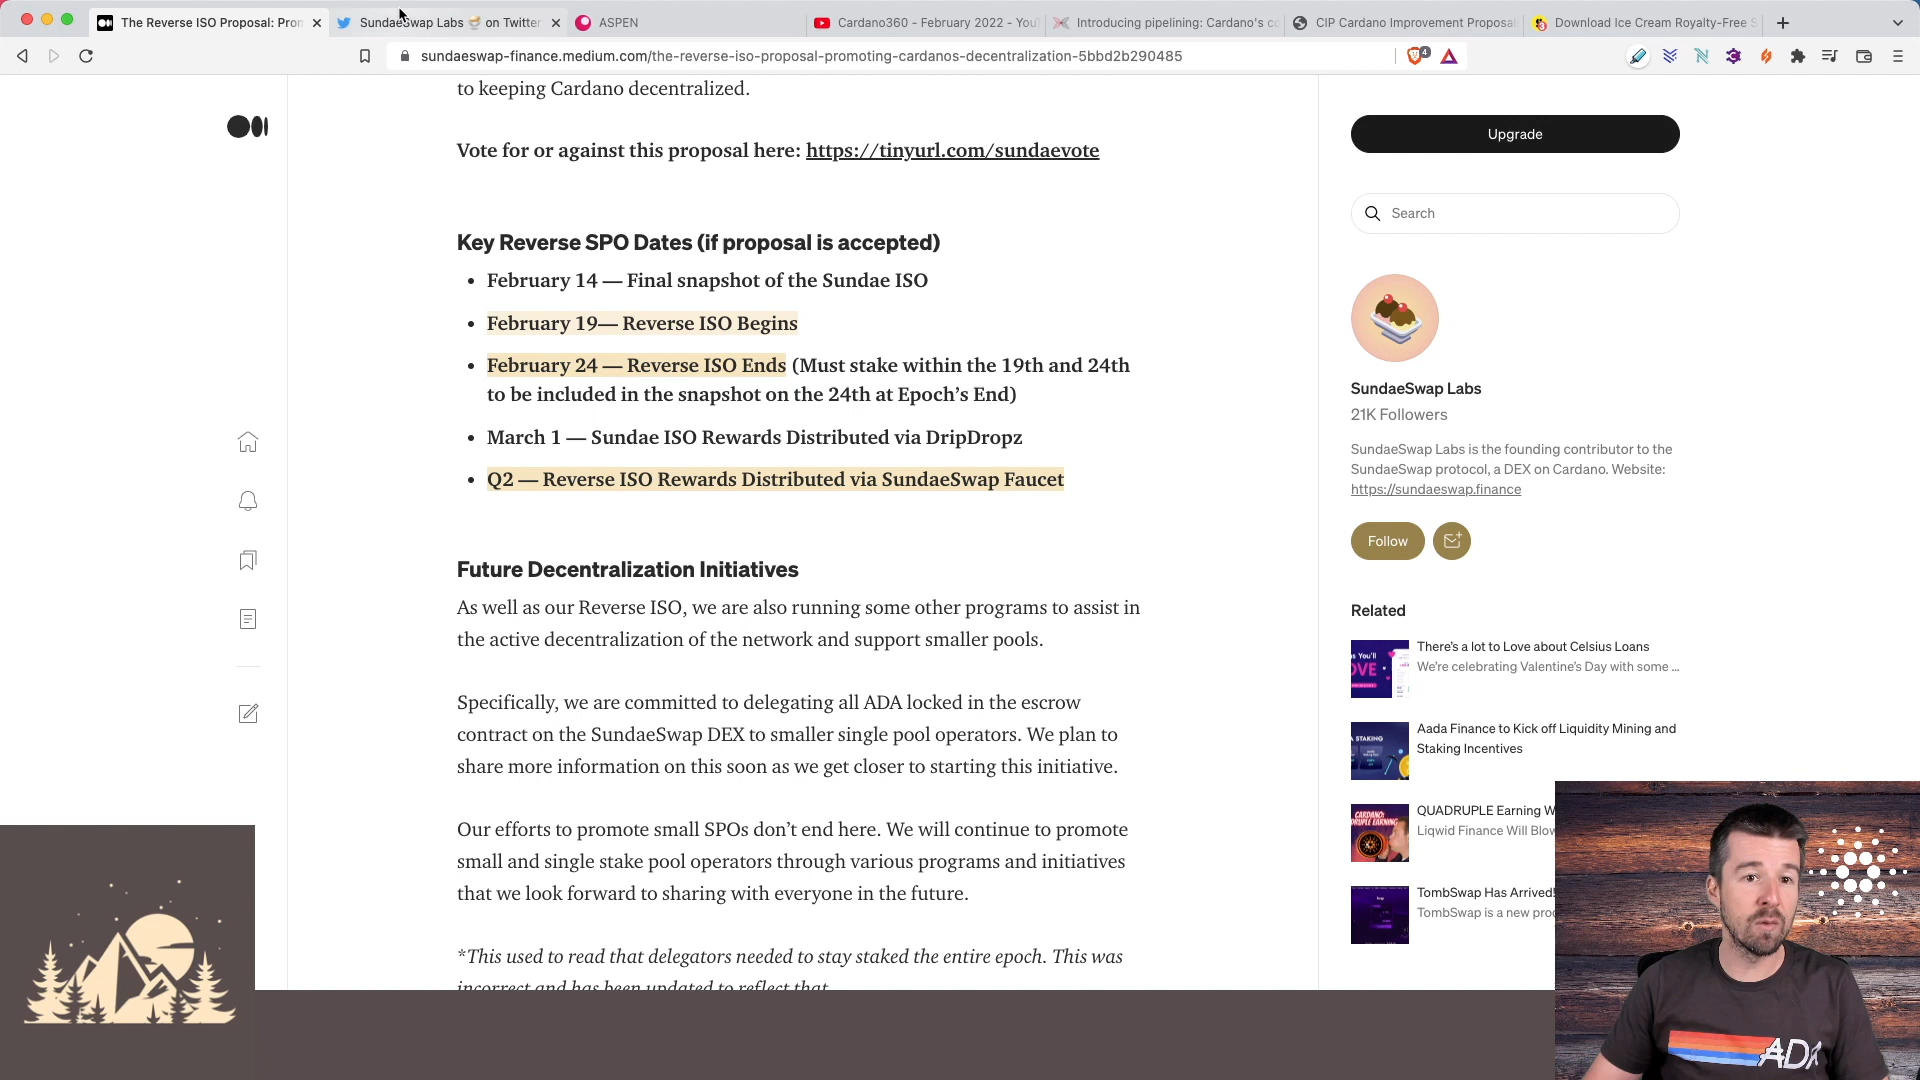 The Reverse ISO Proposal: Pron
SundaeSwap Labs 🍨 on Twitter
ASPEN
Cardano360 - February 2022 - You
Introducing pipelining: Cardano's co
CIP Cardano Improvement Proposal
Download Ice Cream Royalty-Free S
sundaeswap-finance.medium.com/the-reverse-iso-proposal-promoting-cardanos-decentralization-5bbd2b290485
4
to keeping Cardano decentralized.
Vote for or against this proposal here: https://tinyurl.com/sundaevote
Key Reverse SPO Dates (if proposal is accepted)
• February 14 — Final snapshot of the Sundae ISO
• February 19— Reverse ISO Begins
• February 24 — Reverse ISO Ends (Must stake within the 19th and 24th
to be included in the snapshot on the 24th at Epoch’s End)
• March 1 — Sundae ISO Rewards Distributed via DripDropz
• Q2 — Reverse ISO Rewards Distributed via SundaeSwap Faucet
Future Decentralization Initiatives
As well as our Reverse ISO, we are also running some other programs to assist in
the active decentralization of the network and support smaller pools.
Specifically, we are committed to delegating all ADA locked in the escrow
contract on the SundaeSwap DEX to smaller single pool operators. We plan to
share more information on this soon as we get closer to starting this initiative.
Our efforts to promote small SPOs don’t end here. We will continue to promote
small and single stake pool operators through various programs and initiatives
that we look forward to sharing with everyone in the future.
*This used to read that delegators needed to stay staked the entire epoch. This was
incorrect and has been updated to reflect that.
Upgrade
Search
SundaeSwap Labs
21K Followers
SundaeSwap Labs is the founding contributor to the
SundaeSwap protocol, a DEX on Cardano. Website:
https://sundaeswap.finance
Follow
Related
There’s a lot to Love about Celsius Loans
We’re celebrating Valentine’s Day with some ...
Aada Finance to Kick off Liquidity Mining and
Staking Incentives
QUADRUPLE Earning W
Liqwid Finance Will Blow
TombSwap Has Arrived!
TombSwap is a new proc
ADA